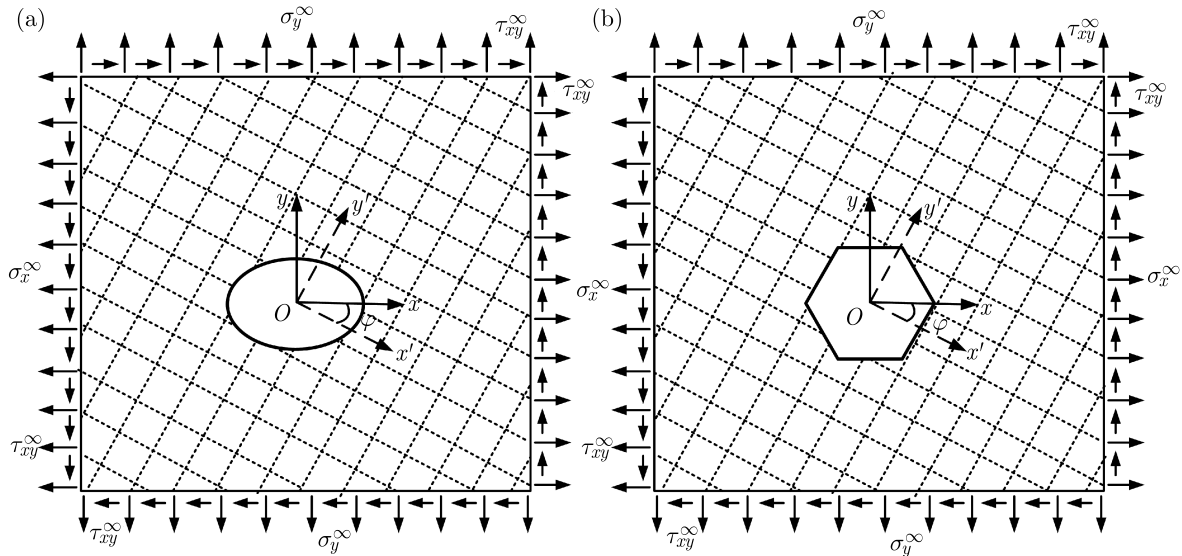 (a)
σ_y^∞
τ_xy^∞
τ_xy^∞
y
y′
σ_x^∞
σ_x^∞
O
x
φ
x′
τ_xy^∞
τ_xy^∞
σ_y^∞
(b)
σ_y^∞
τ_xy^∞
τ_xy^∞
y
y′
σ_x^∞
O
x
φ
x′
τ_xy^∞
τ_xy^∞
σ_y^∞